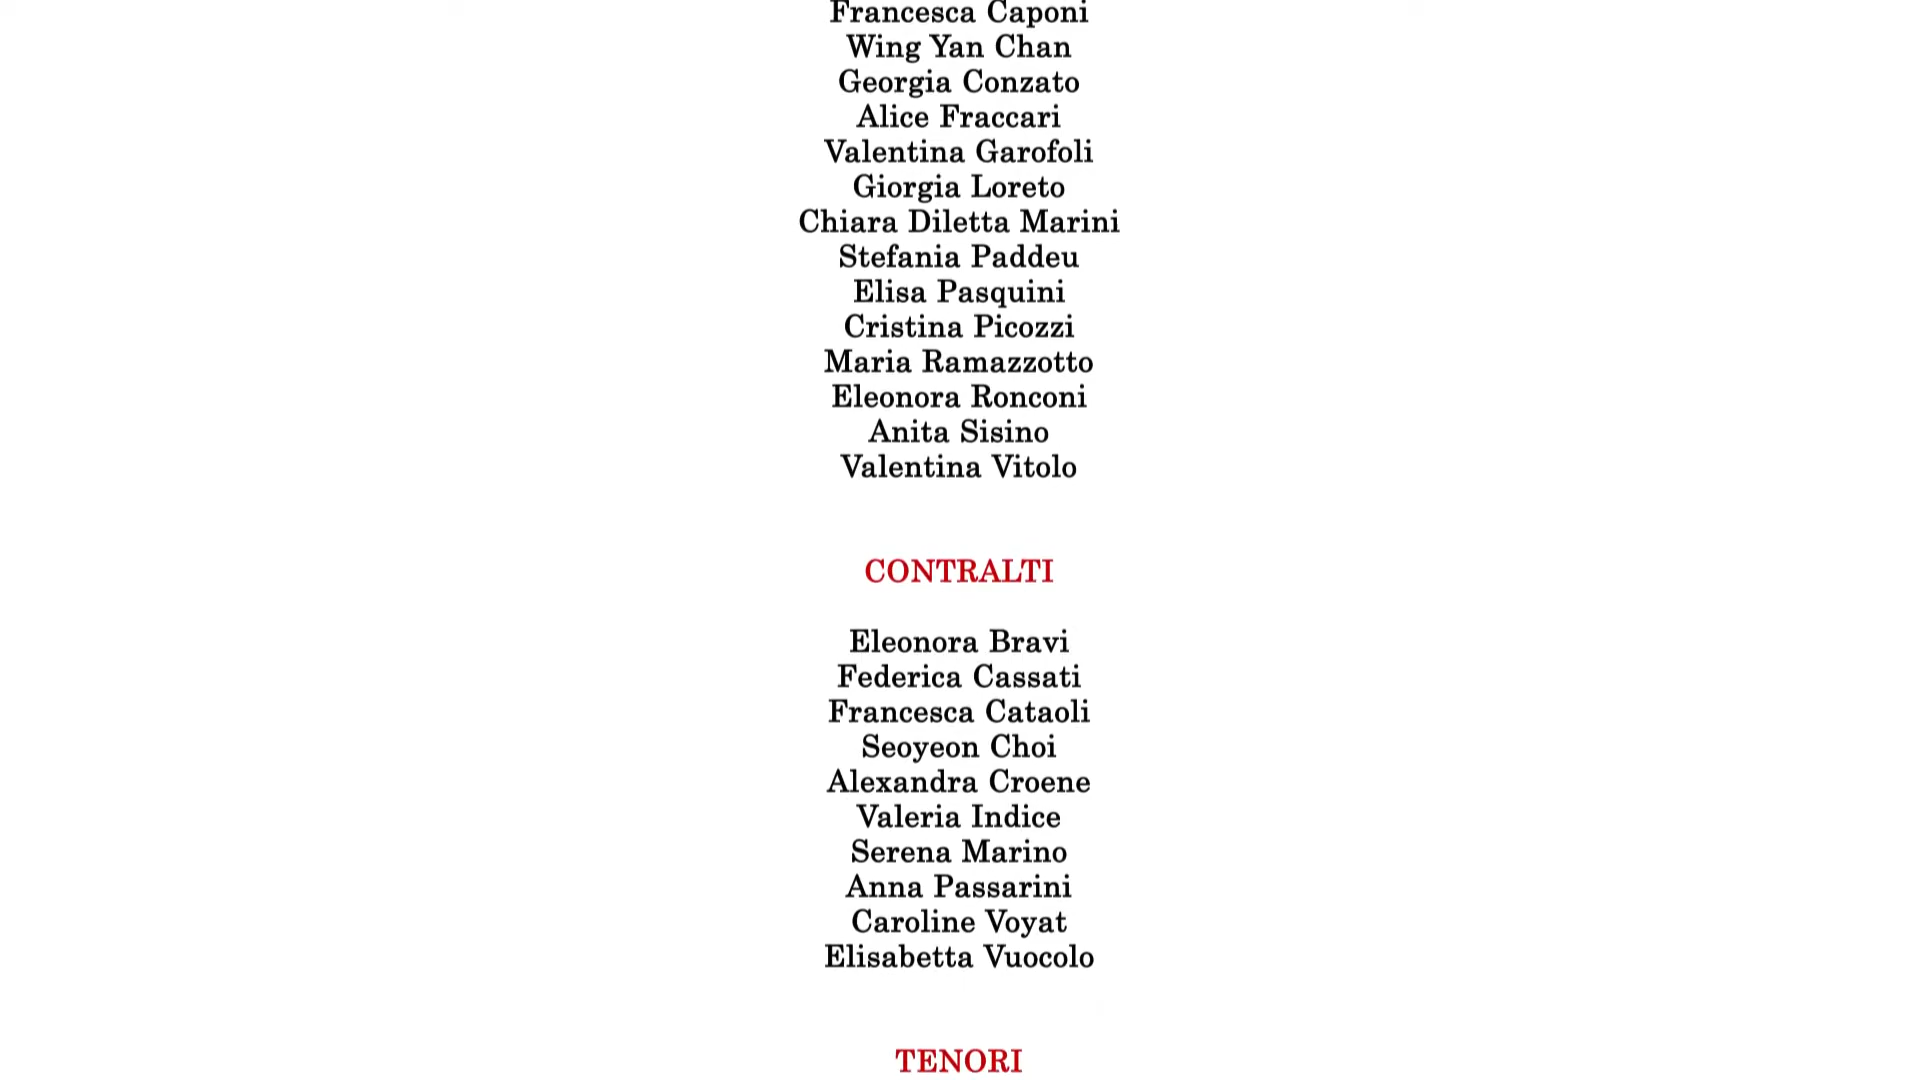 Francesca Caponi
Wing Yan Chan
Georgia Conzato
Alice Fraccari
Valentina Garofoli
Giorgia Loreto
Chiara Diletta Marini
Stefania Paddeu
Elisa Pasquini
Cristina Picozzi
Maria Ramazzotto
Eleonora Ronconi
Anita Sisino
Valentina Vitolo
CONTRALTI
Eleonora Bravi
Federica Cassati
Francesca Cataoli
Seoyeon Choi
Alexandra Croene
Valeria Indice
Serena Marino
Anna Passarini
Caroline Voyat
Elisabetta Vuocolo
TENORI